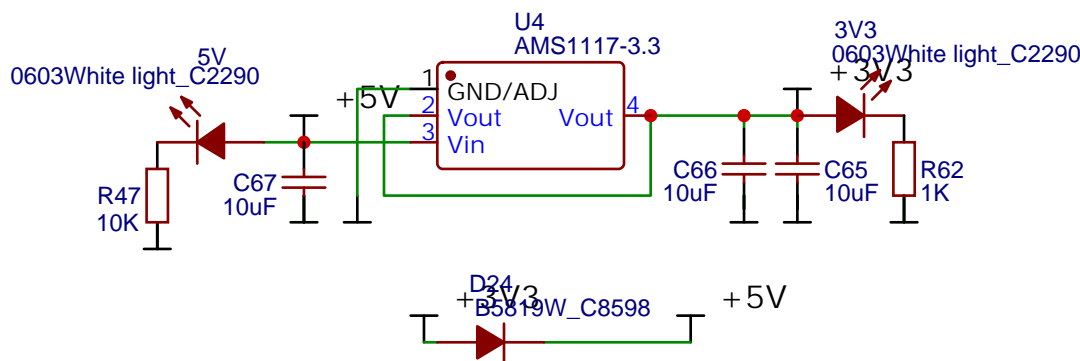 U4
AMS1117-3.3
5V
0603White light_C2290
3V3
0603White light_C2290
+3V3
+5V
1
GND/ADJ
2
Vout
Vout
4
3
Vin
R47
10K
C67
10uF
C66
10uF
C65
10uF
R62
1K
D24
+3V3
B5819W_C8598
+5V